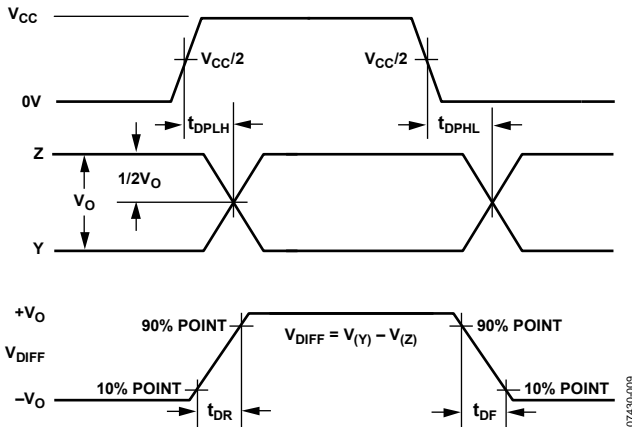 VCC
VCC/2
VCC/2
0V
tDPLH
tDPHL
Z
1/2VO
VO
Y
+VO
90% POINT
VDIFF = V(Y) – V(Z)
90% POINT
VDIFF
10% POINT
10% POINT
–VO
tDR
tDF
07430-009